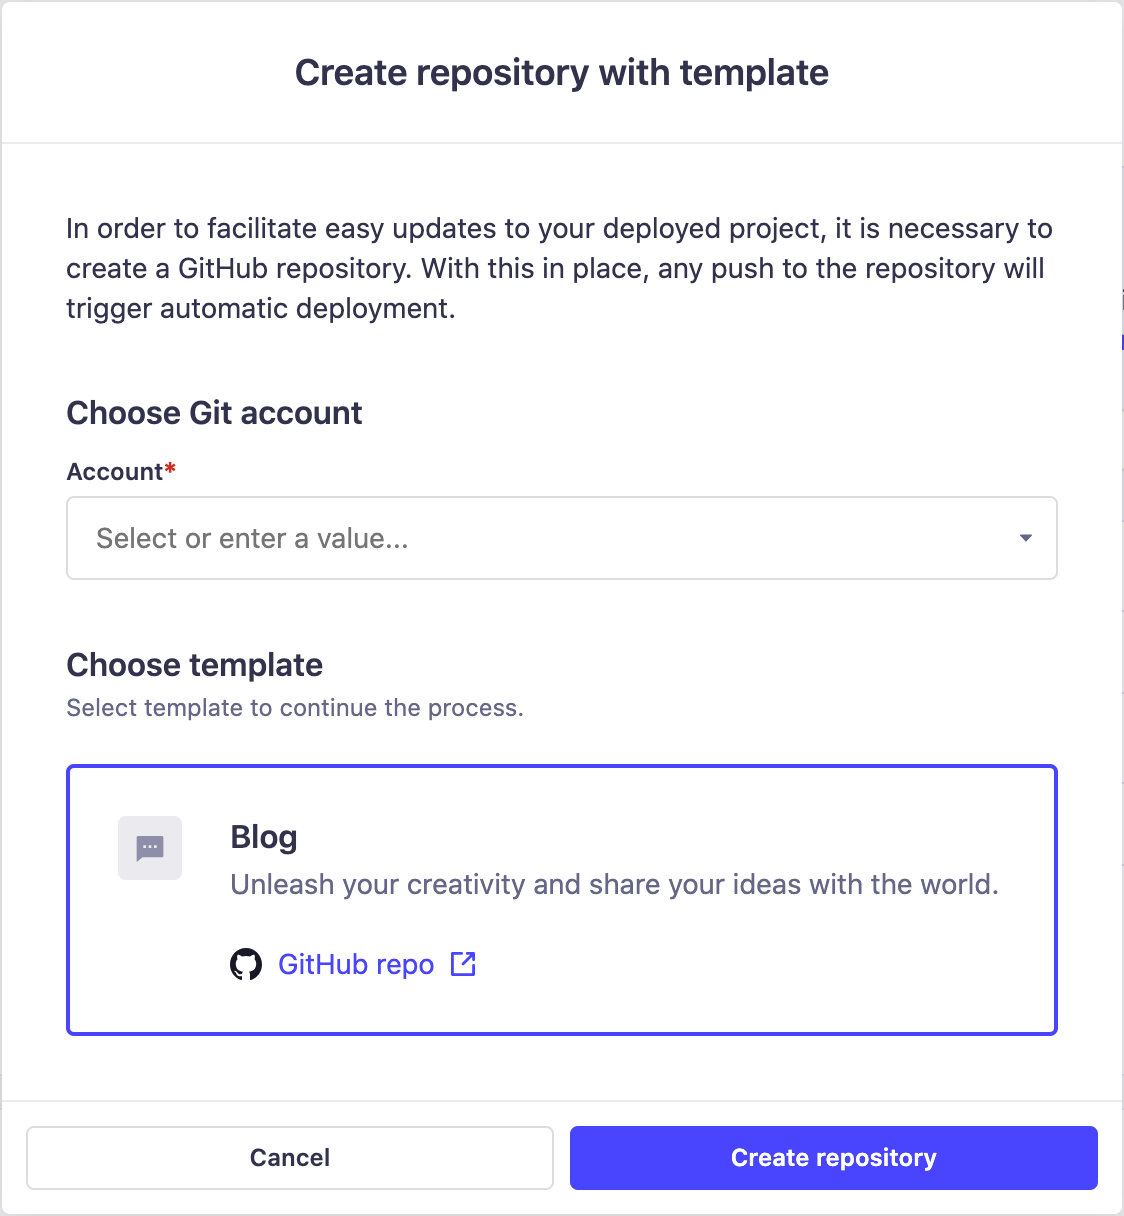 Create repository with template
In order to facilitate easy updates to your deployed project, it is necessary to
create a GitHub repository. With this in place, any push to the repository will
trigger automatic deployment.
Choose Git account
Account*
Select or enter a value...
Choose template
Select template to continue the process.
Blog
Unleash your creativity and share your ideas with the world.
GitHub repo
Cancel
Create repository